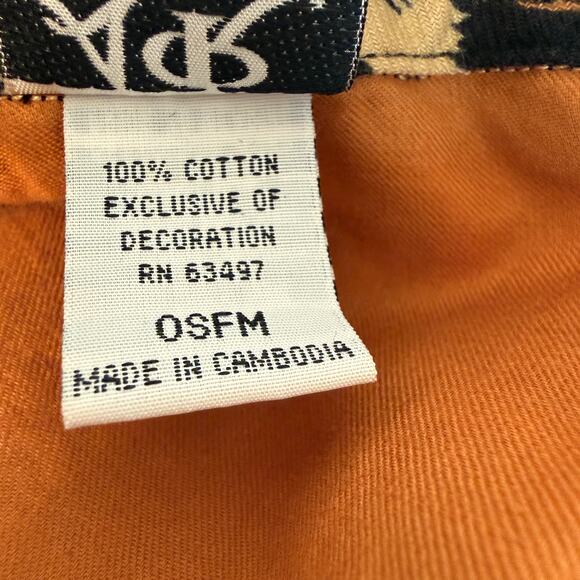 100% COTTON
EXCLUSIVE OF
DECORATION
RN 63497
OSFM
MADE IN CAMBODIA